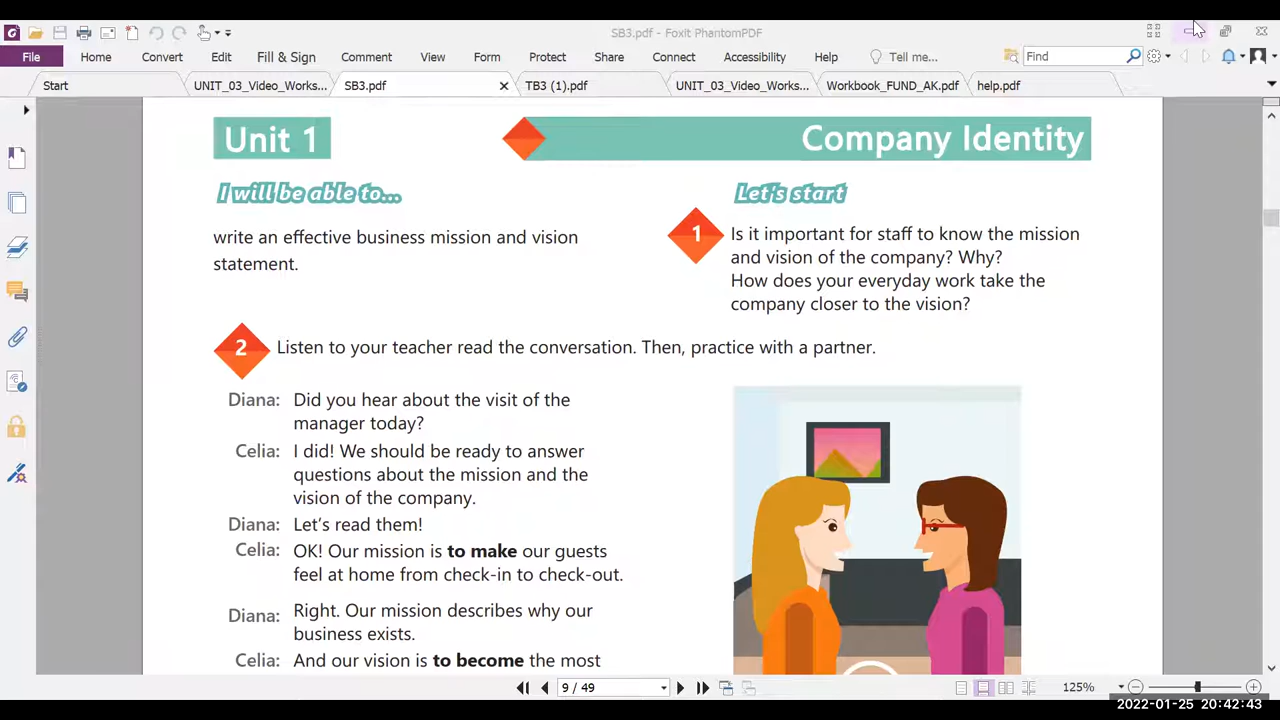 SB3.pdf - Foxit PhantomPDF
File Home Convert Edit Fill & Sign Comment View Form Protect Share Connect Accessibility Help Tell me... Find
Start UNIT_03_Video_Works... SB3.pdf TB3 (1).pdf UNIT_03_Video_Works... Workbook_FUND_AK.pdf help.pdf
Unit 1
Company Identity
I will be able to...
write an effective business mission and vision
statement.
Let's start
1
Is it important for staff to know the mission
and vision of the company? Why?
How does your everyday work take the
company closer to the vision?
2
Listen to your teacher read the conversation. Then, practice with a partner.
Diana: Did you hear about the visit of the
manager today?
Celia: I did! We should be ready to answer
questions about the mission and the
vision of the company.
Diana: Let's read them!
Celia: OK! Our mission is to make our guests
feel at home from check-in to check-out.
Diana: Right. Our mission describes why our
business exists.
Celia: And our vision is to become the most
9 / 49
125%
2022-01-25 20:42:43